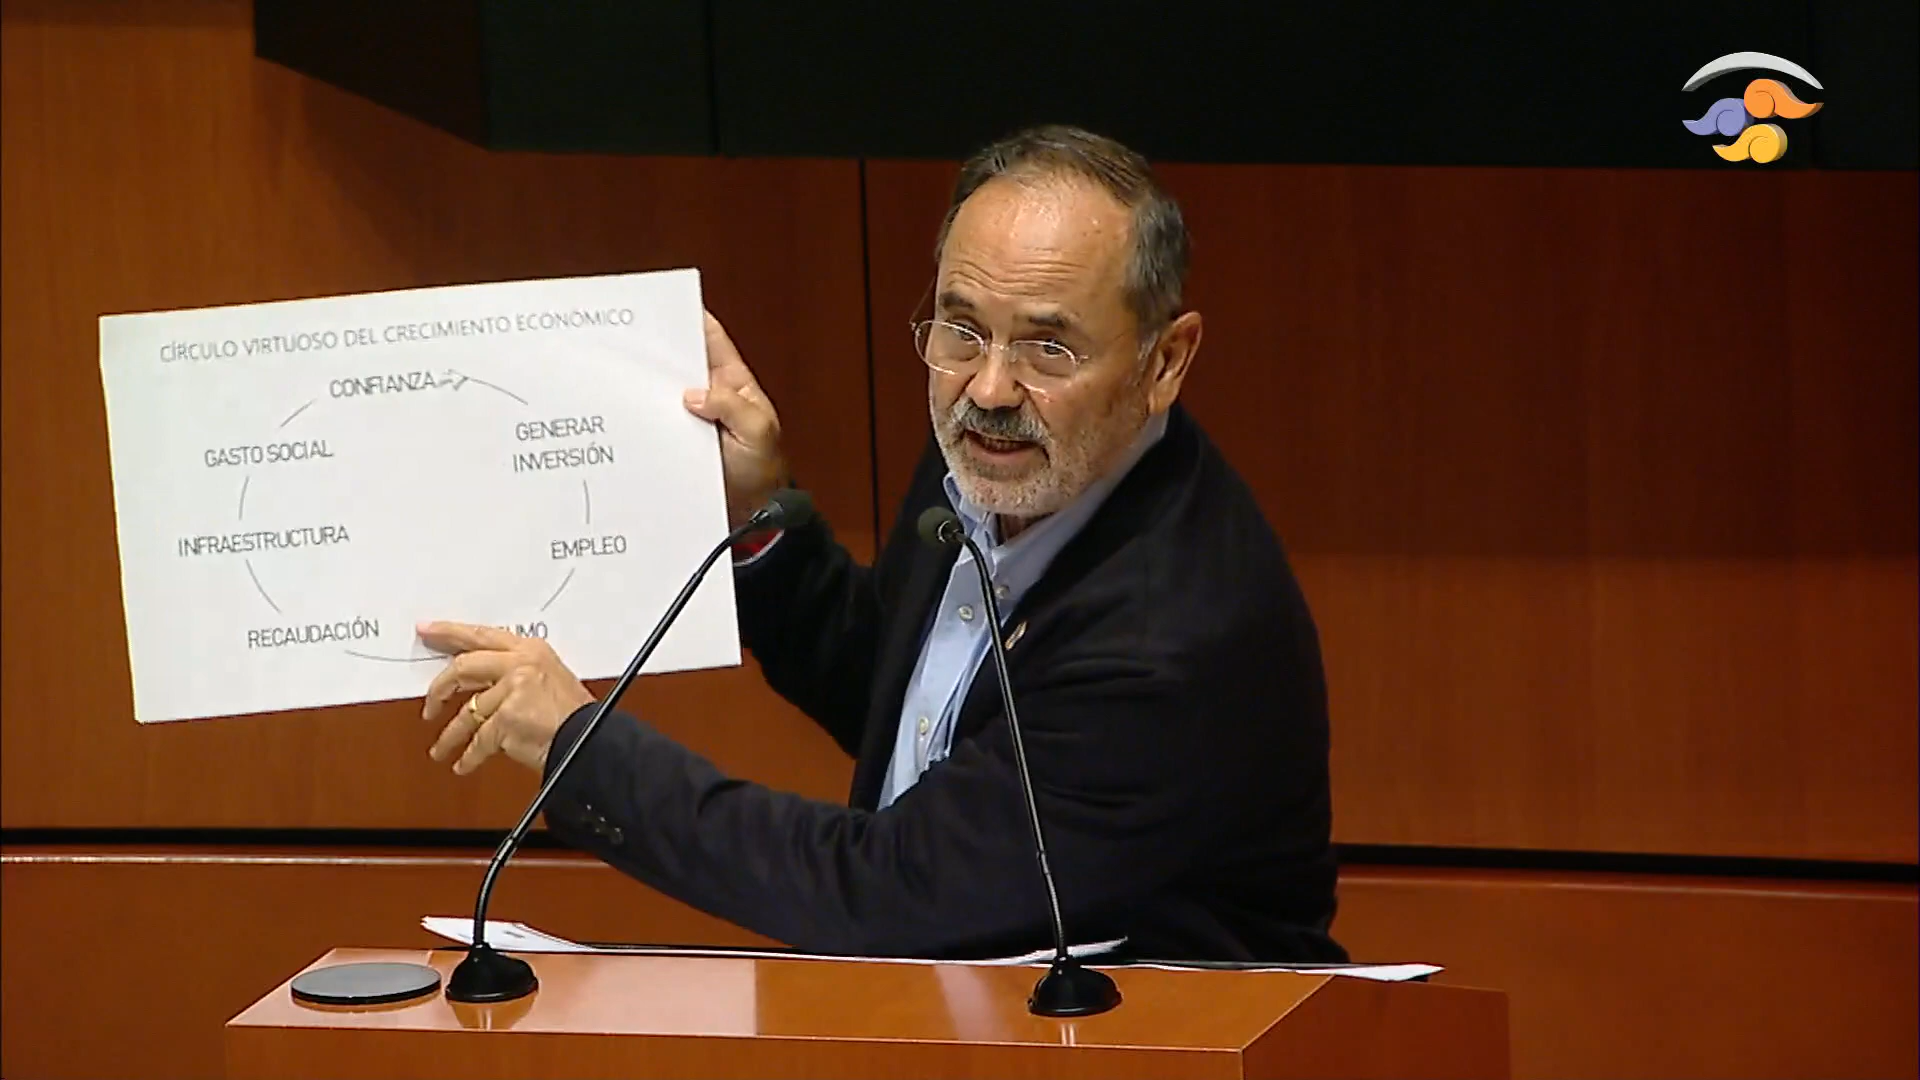 CÍRCULO VIRTUOSO DEL CRECIMIENTO ECONÓMICO
CONFIANZA
GENERAR
INVERSIÓN
EMPLEO
RECAUDACIÓN
INFRAESTRUCTURA
GASTO SOCIAL